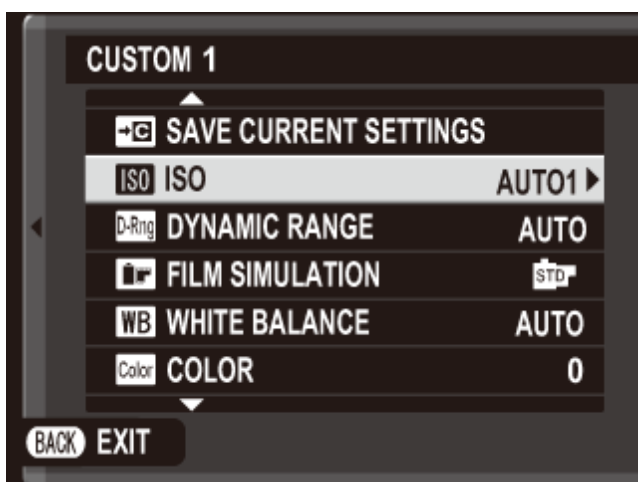 CUSTOM 1
C SAVE CURRENT SETTINGS
ISO ISO AUTO1
D-Rng DYNAMIC RANGE AUTO
FILM SIMULATION STD
WB WHITE BALANCE AUTO
Color COLOR 0
BACK EXIT